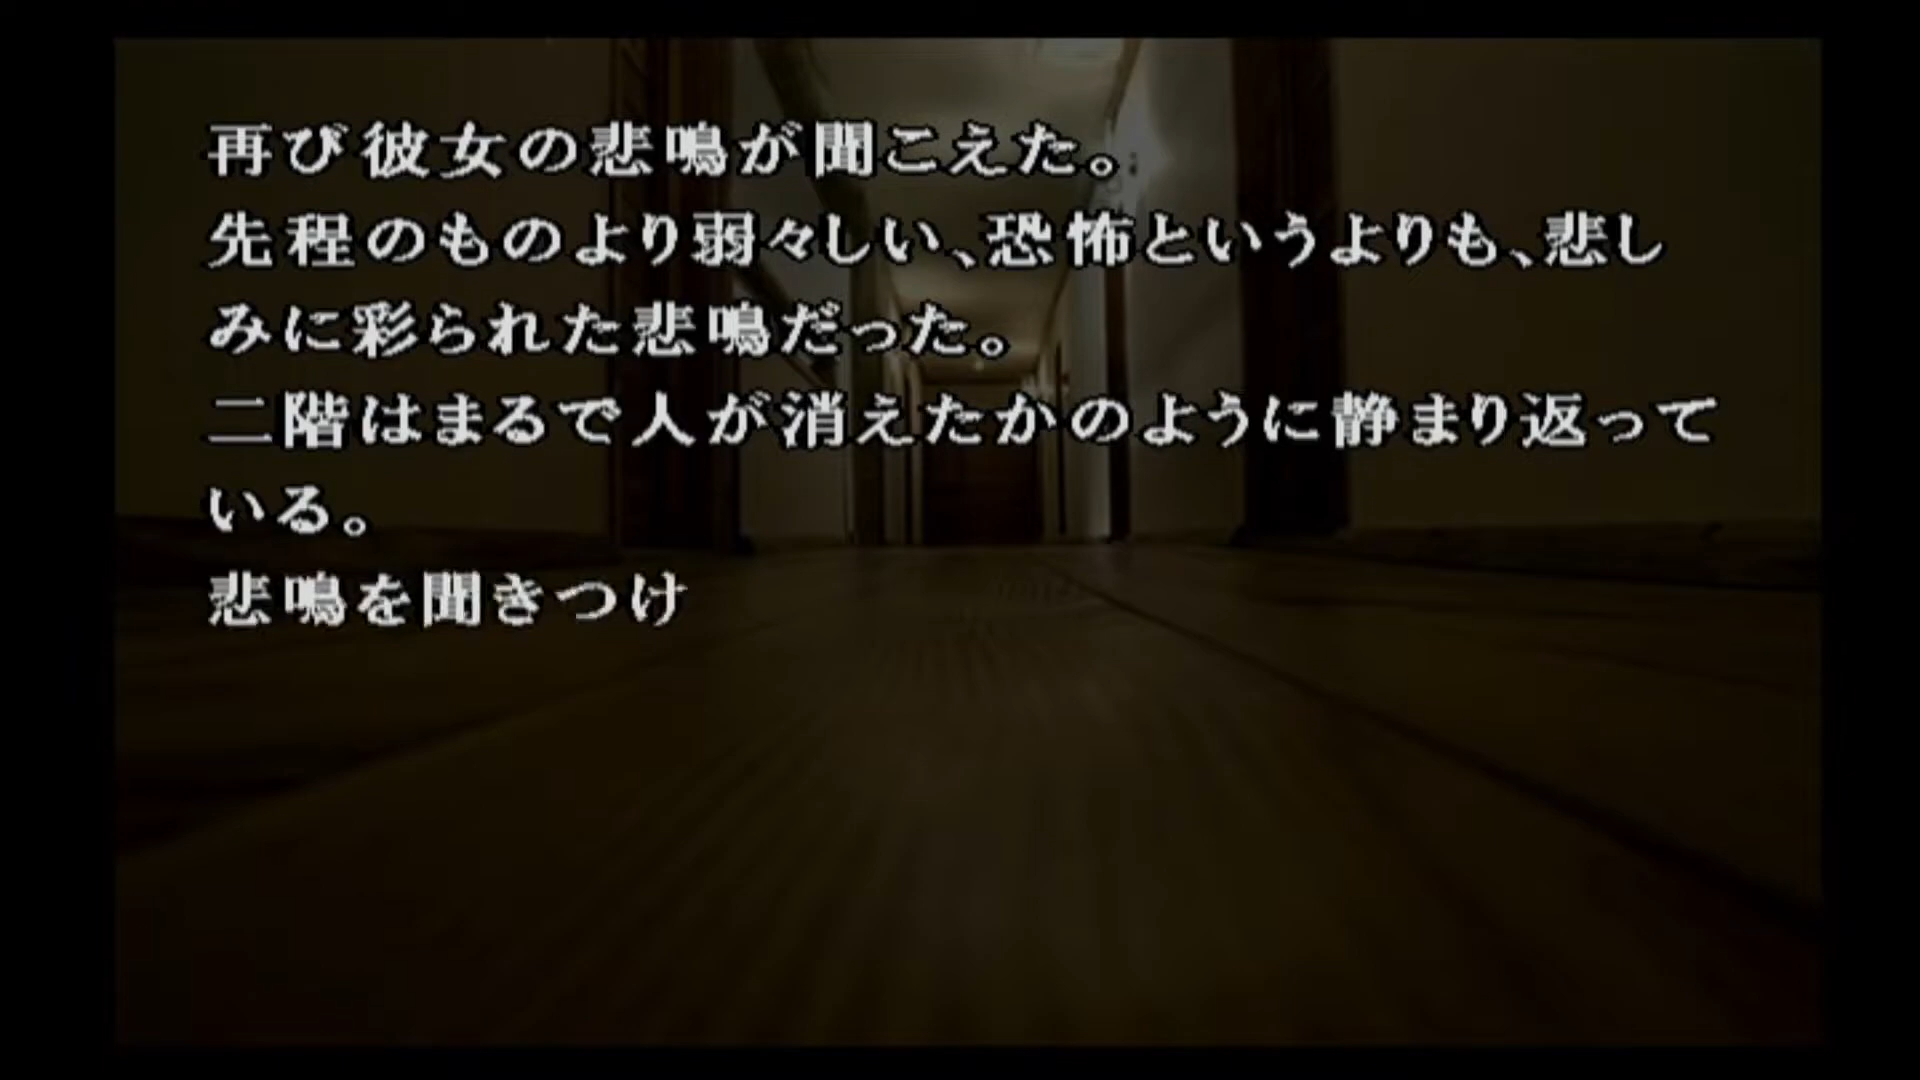 再び彼女の悲鳴が聞こえた。
先程のものより弱々しい、恐怖というよりも、悲し
みに彩られた悲鳴だった。
二階はまるで人が消えたかのように静まり返って
いる。
悲鳴を聞きつけ